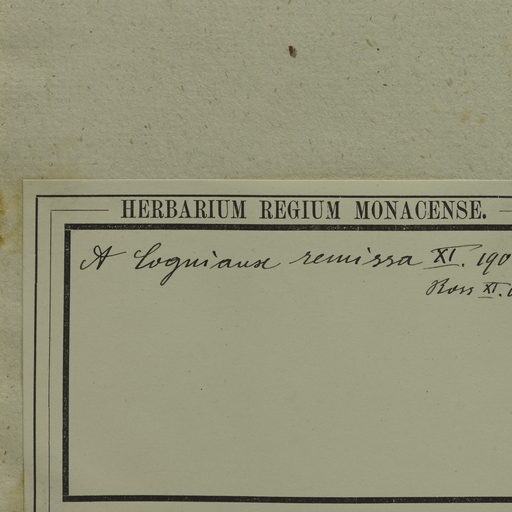 HERBARIUM REGIUM MONACENSE.
A Cogniaux remissa XI. 190
Ross XI.